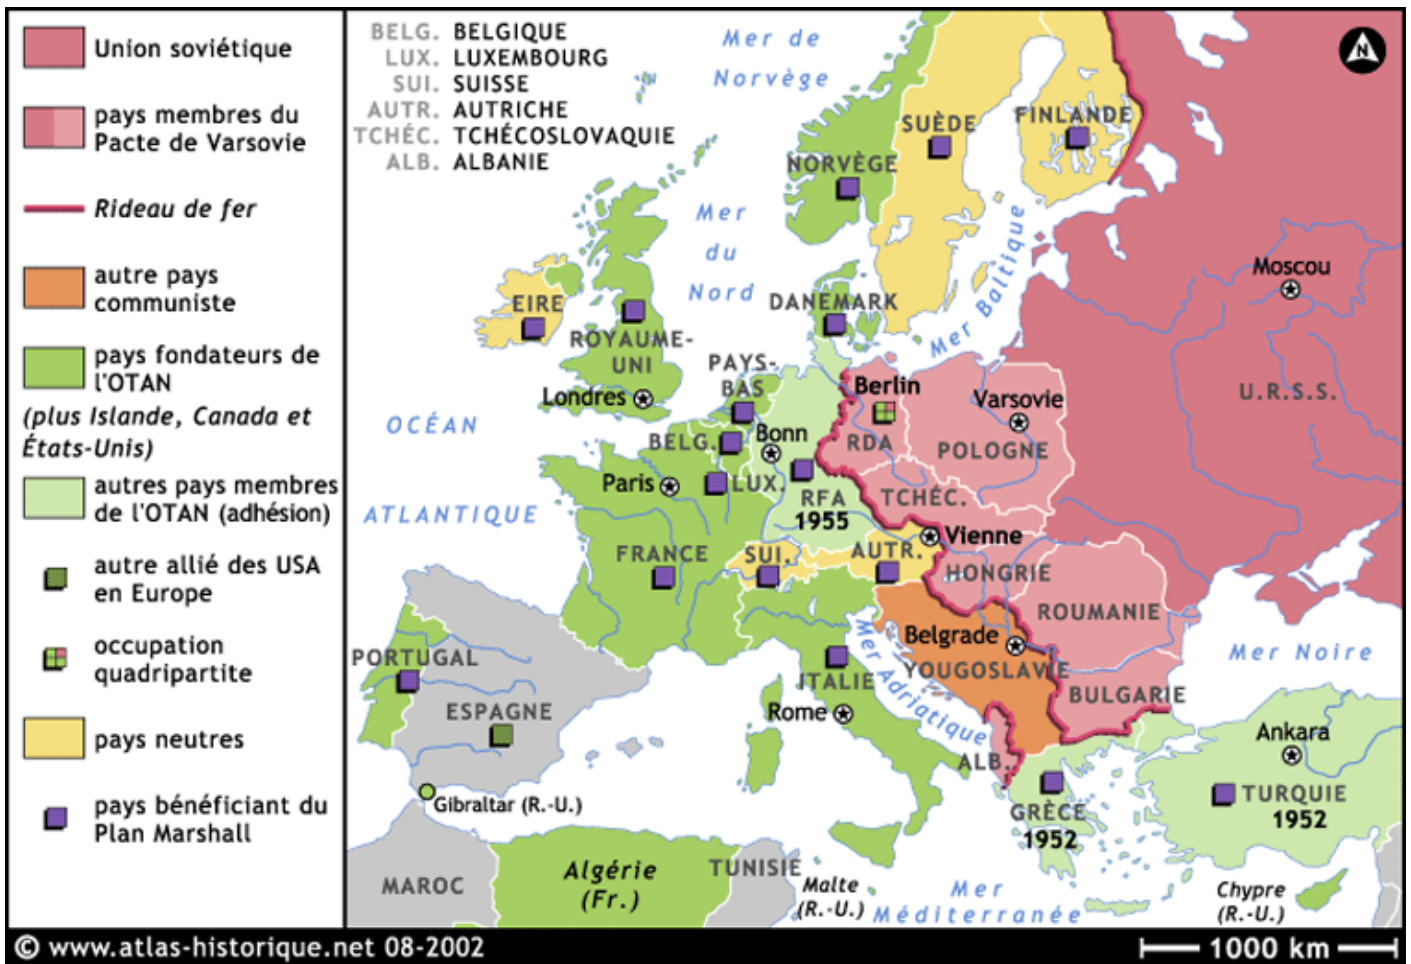 Union soviétique
pays membres du
Pacte de Varsovie
Rideau de fer
autre pays
communiste
pays fondateurs de
l'OTAN
(plus Islande, Canada et
États-Unis)
autres pays membres
de l'OTAN (adhésion)
autre allié des USA
en Europe
occupation
quadripartite
pays neutres
pays bénéficiant du
Plan Marshall
BELG. BELGIQUE
LUX. LUXEMBOURG
SUI. SUISSE
AUTR. AUTRICHE
TCHÉC. TCHÉCOSLOVAQUIE
ALB. ALBANIE
Mer de
Norvège
N
SUÈDE
FINLANDE
NORVÈGE
Mer
du
Nord
Mer Baltique
Moscou
EIRE
DANEMARK
ROYAUME-
UNI
PAYS-
BAS
Londres
Berlin
Varsovie
U.R.S.S.
OCÉAN
ATLANTIQUE
BELG.
Bonn
RDA
POLOGNE
Paris
LUX.
RFA
1955
TCHÉC.
Vienne
FRANCE
SUI.
AUTR.
HONGRIE
ROUMANIE
Belgrade
YOUGOSLAVIE
Mer Noire
PORTUGAL
ITALIE
Mer Adriatique
BULGARIE
ESPAGNE
Rome
Ankara
ALB.
Gibraltar (R.-U.)
GRÈCE
1952
TURQUIE
1952
MAROC
Algérie
(Fr.)
TUNISIE
Malte
(R.-U.)
Mer
Méditerranée
Chypre
(R.-U.)
© www.atlas-historique.net 08-2002
1000 km